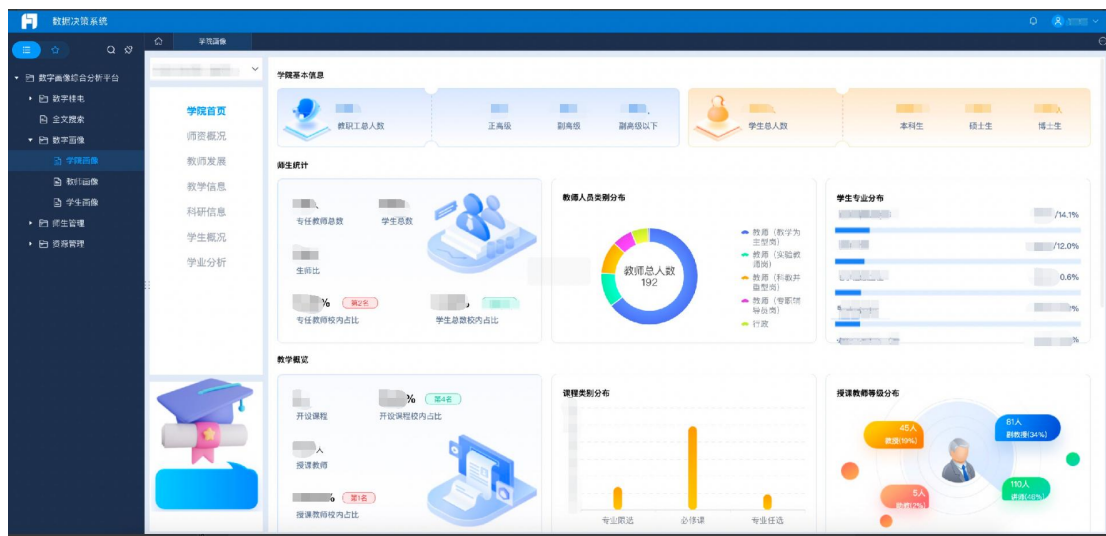 数据决策系统
学院画像
数字画像综合分析平台
数字档电
全文搜索
数字画像
学院画像
教师画像
学生画像
师生管理
资源管理
学院首页
师资概况
教师发展
教学信息
科研信息
学生概况
学业分析
学院基本信息
教职工总人数
正高级
副高级
副高级以下
学生总人数
人
本科生
硕士生
博士生
师生统计
专任教师总数
学生总数
生师比
% 第2名
专任教师校内占比
学生总数校内占比
教师人员类别分布
教师总人数
192
教师（教学为
主型岗）
教师（实验教
师岗）
教师（科教并
重型岗）
教师（专职辅
导员岗）
行政
学生专业分布
/14.1%
/12.0%
0.6%
%
%
教学概览
% 第4名
开设课程
开设课程校内占比
人
授课教师
% 第1名
授课教师校内占比
课程类别分布
专业限选
必修课
专业任选
授课教师等级分布
45人
教授(19%)
81人
副教授(34%)
110人
讲师(46%)
5人